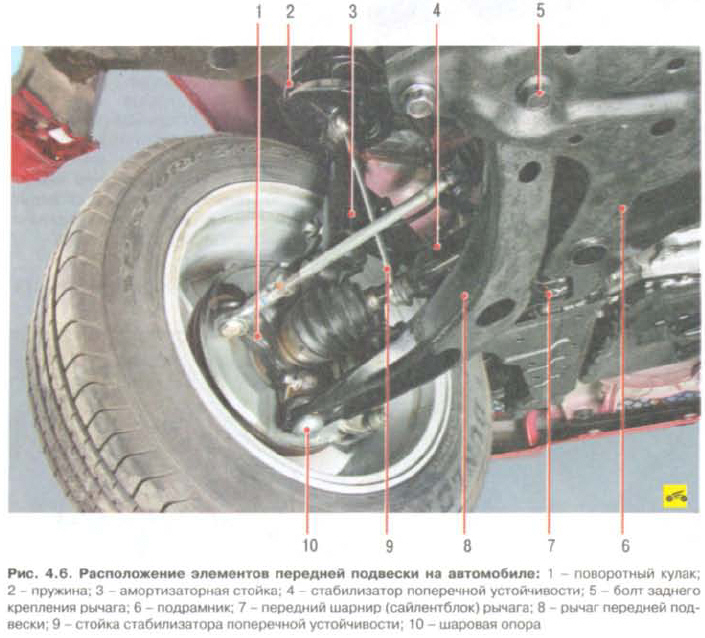 1 2 3 4 5
10 9 8 7 6
Рис. 4.6. Расположение элементов передней подвески на автомобиле: 1 – поворотный кулак;
2 – пружина; 3 – амортизаторная стойка; 4 – стабилизатор поперечной устойчивости; 5 – болт заднего
крепления рычага; 6 – подрамник; 7 – передний шарнир (сайлентблок) рычага; 8 – рычаг передней под-
вески; 9 – стойка стабилизатора поперечной устойчивости; 10 – шаровая опора